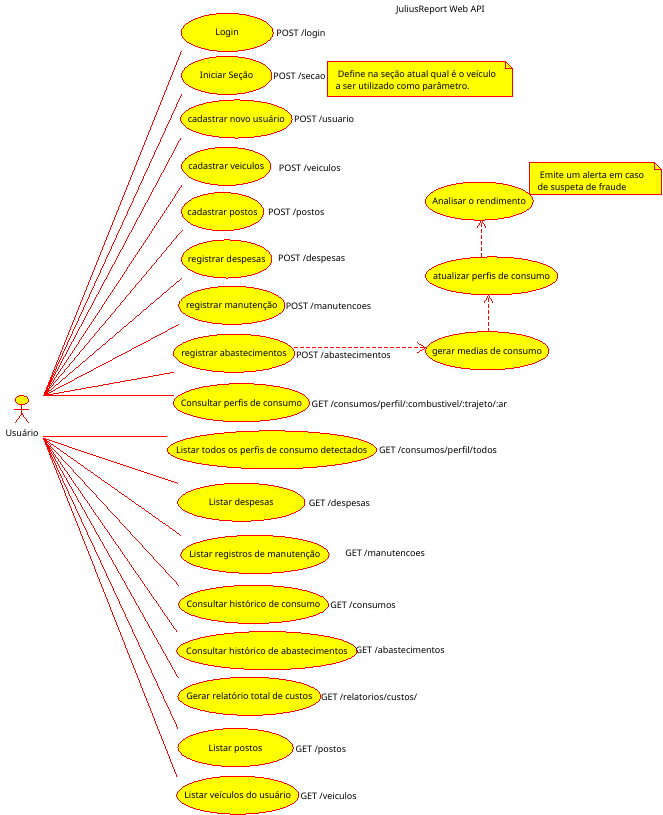 JuliusReport Web API
Login
POST /login
Iniciar Seção
POST /secao
Define na seção atual qual é o veículo
a ser utilizado como parâmetro.
cadastrar novo usuário
POST /usuario
cadastrar veiculos
POST /veiculos
Emite um alerta em caso
de suspeta de fraude
Analisar o rendimento
cadastrar postos
POST /postos
registrar despesas
POST /despesas
atualizar perfis de consumo
registrar manutenção
POST /manutencoes
registrar abastecimentos
POST /abastecimentos
gerar medias de consumo
Consultar perfis de consumo
GET /consumos/perfil/:combustivel/:trajeto/:ar
Usuário
Listar todos os perfis de consumo detectados
GET /consumos/perfil/todos
Listar despesas
GET /despesas
Listar registros de manutenção
GET /manutencoes
Consultar histórico de consumo
GET /consumos
Consultar histórico de abastecimentos
GET /abastecimentos
Gerar relatório total de custos
GET /relatorios/custos/
Listar postos
GET /postos
Listar veículos do usuário
GET /veiculos